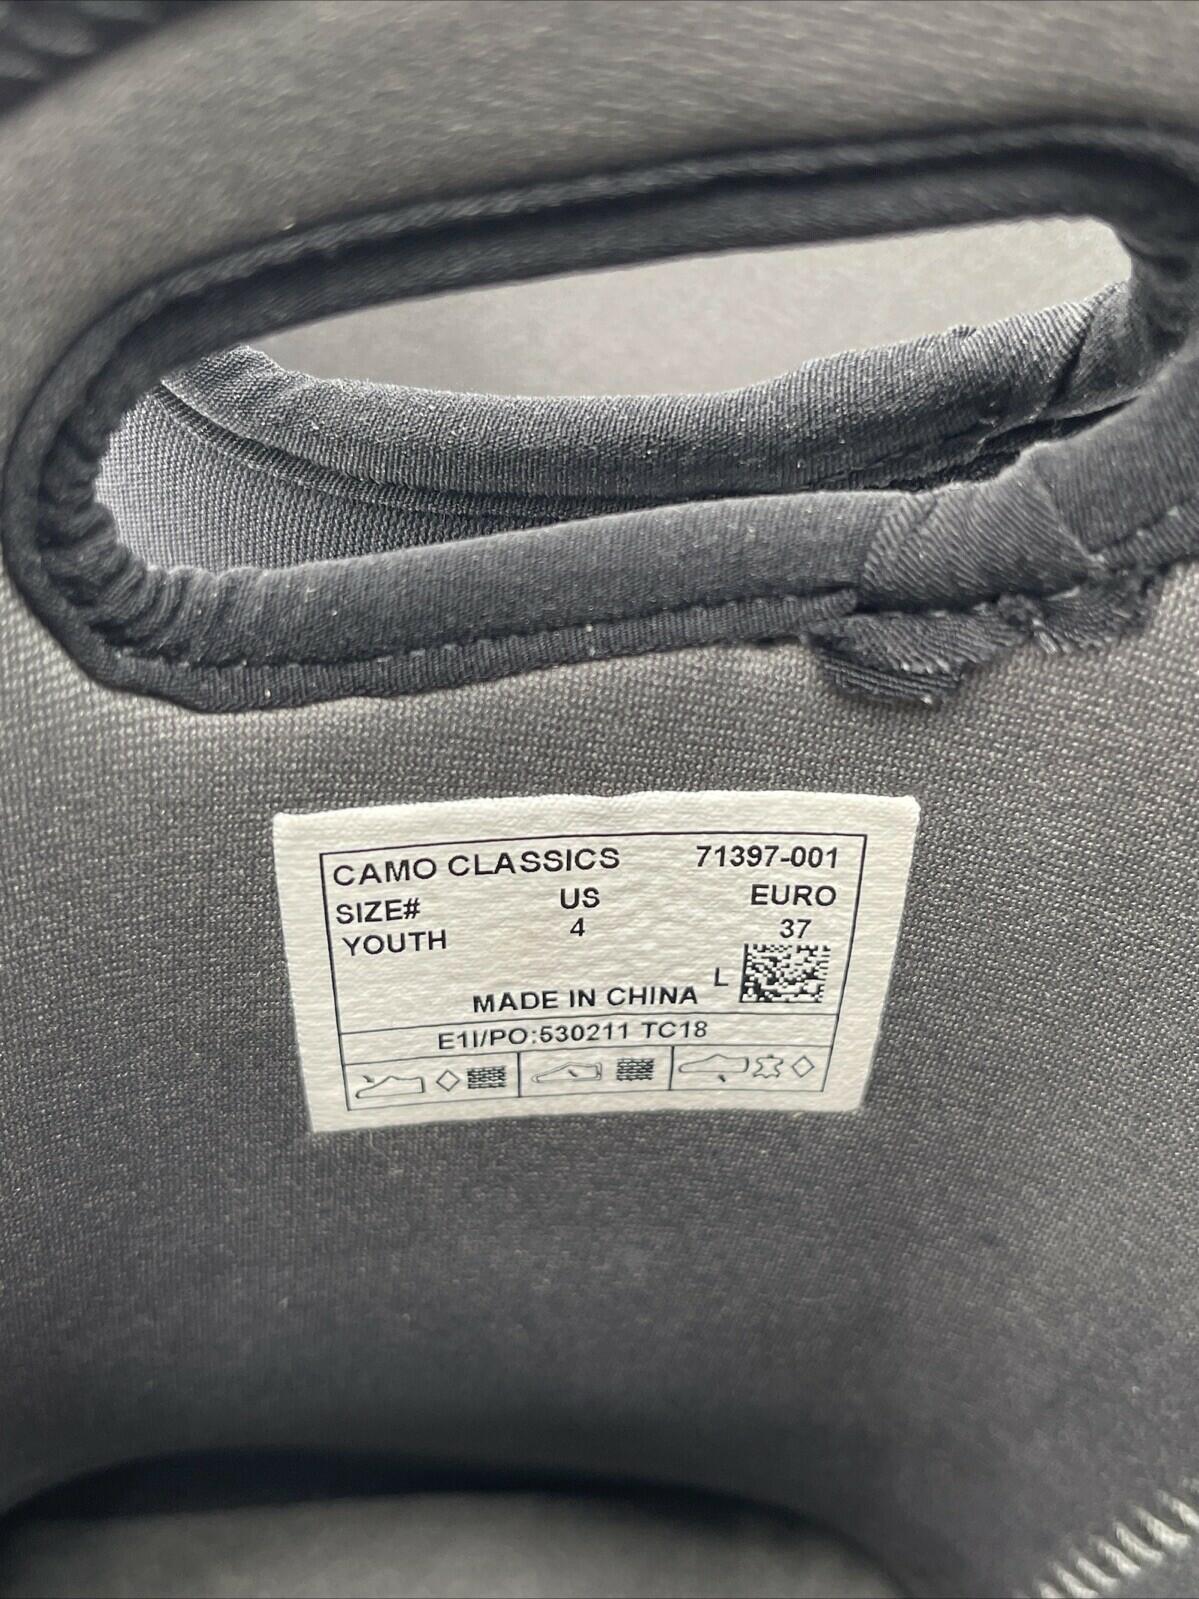 CAMO CLASSICS 71397-001
SIZE# US EURO
YOUTH 4 37
L
MADE IN CHINA
E1I/PO:530211 TC18